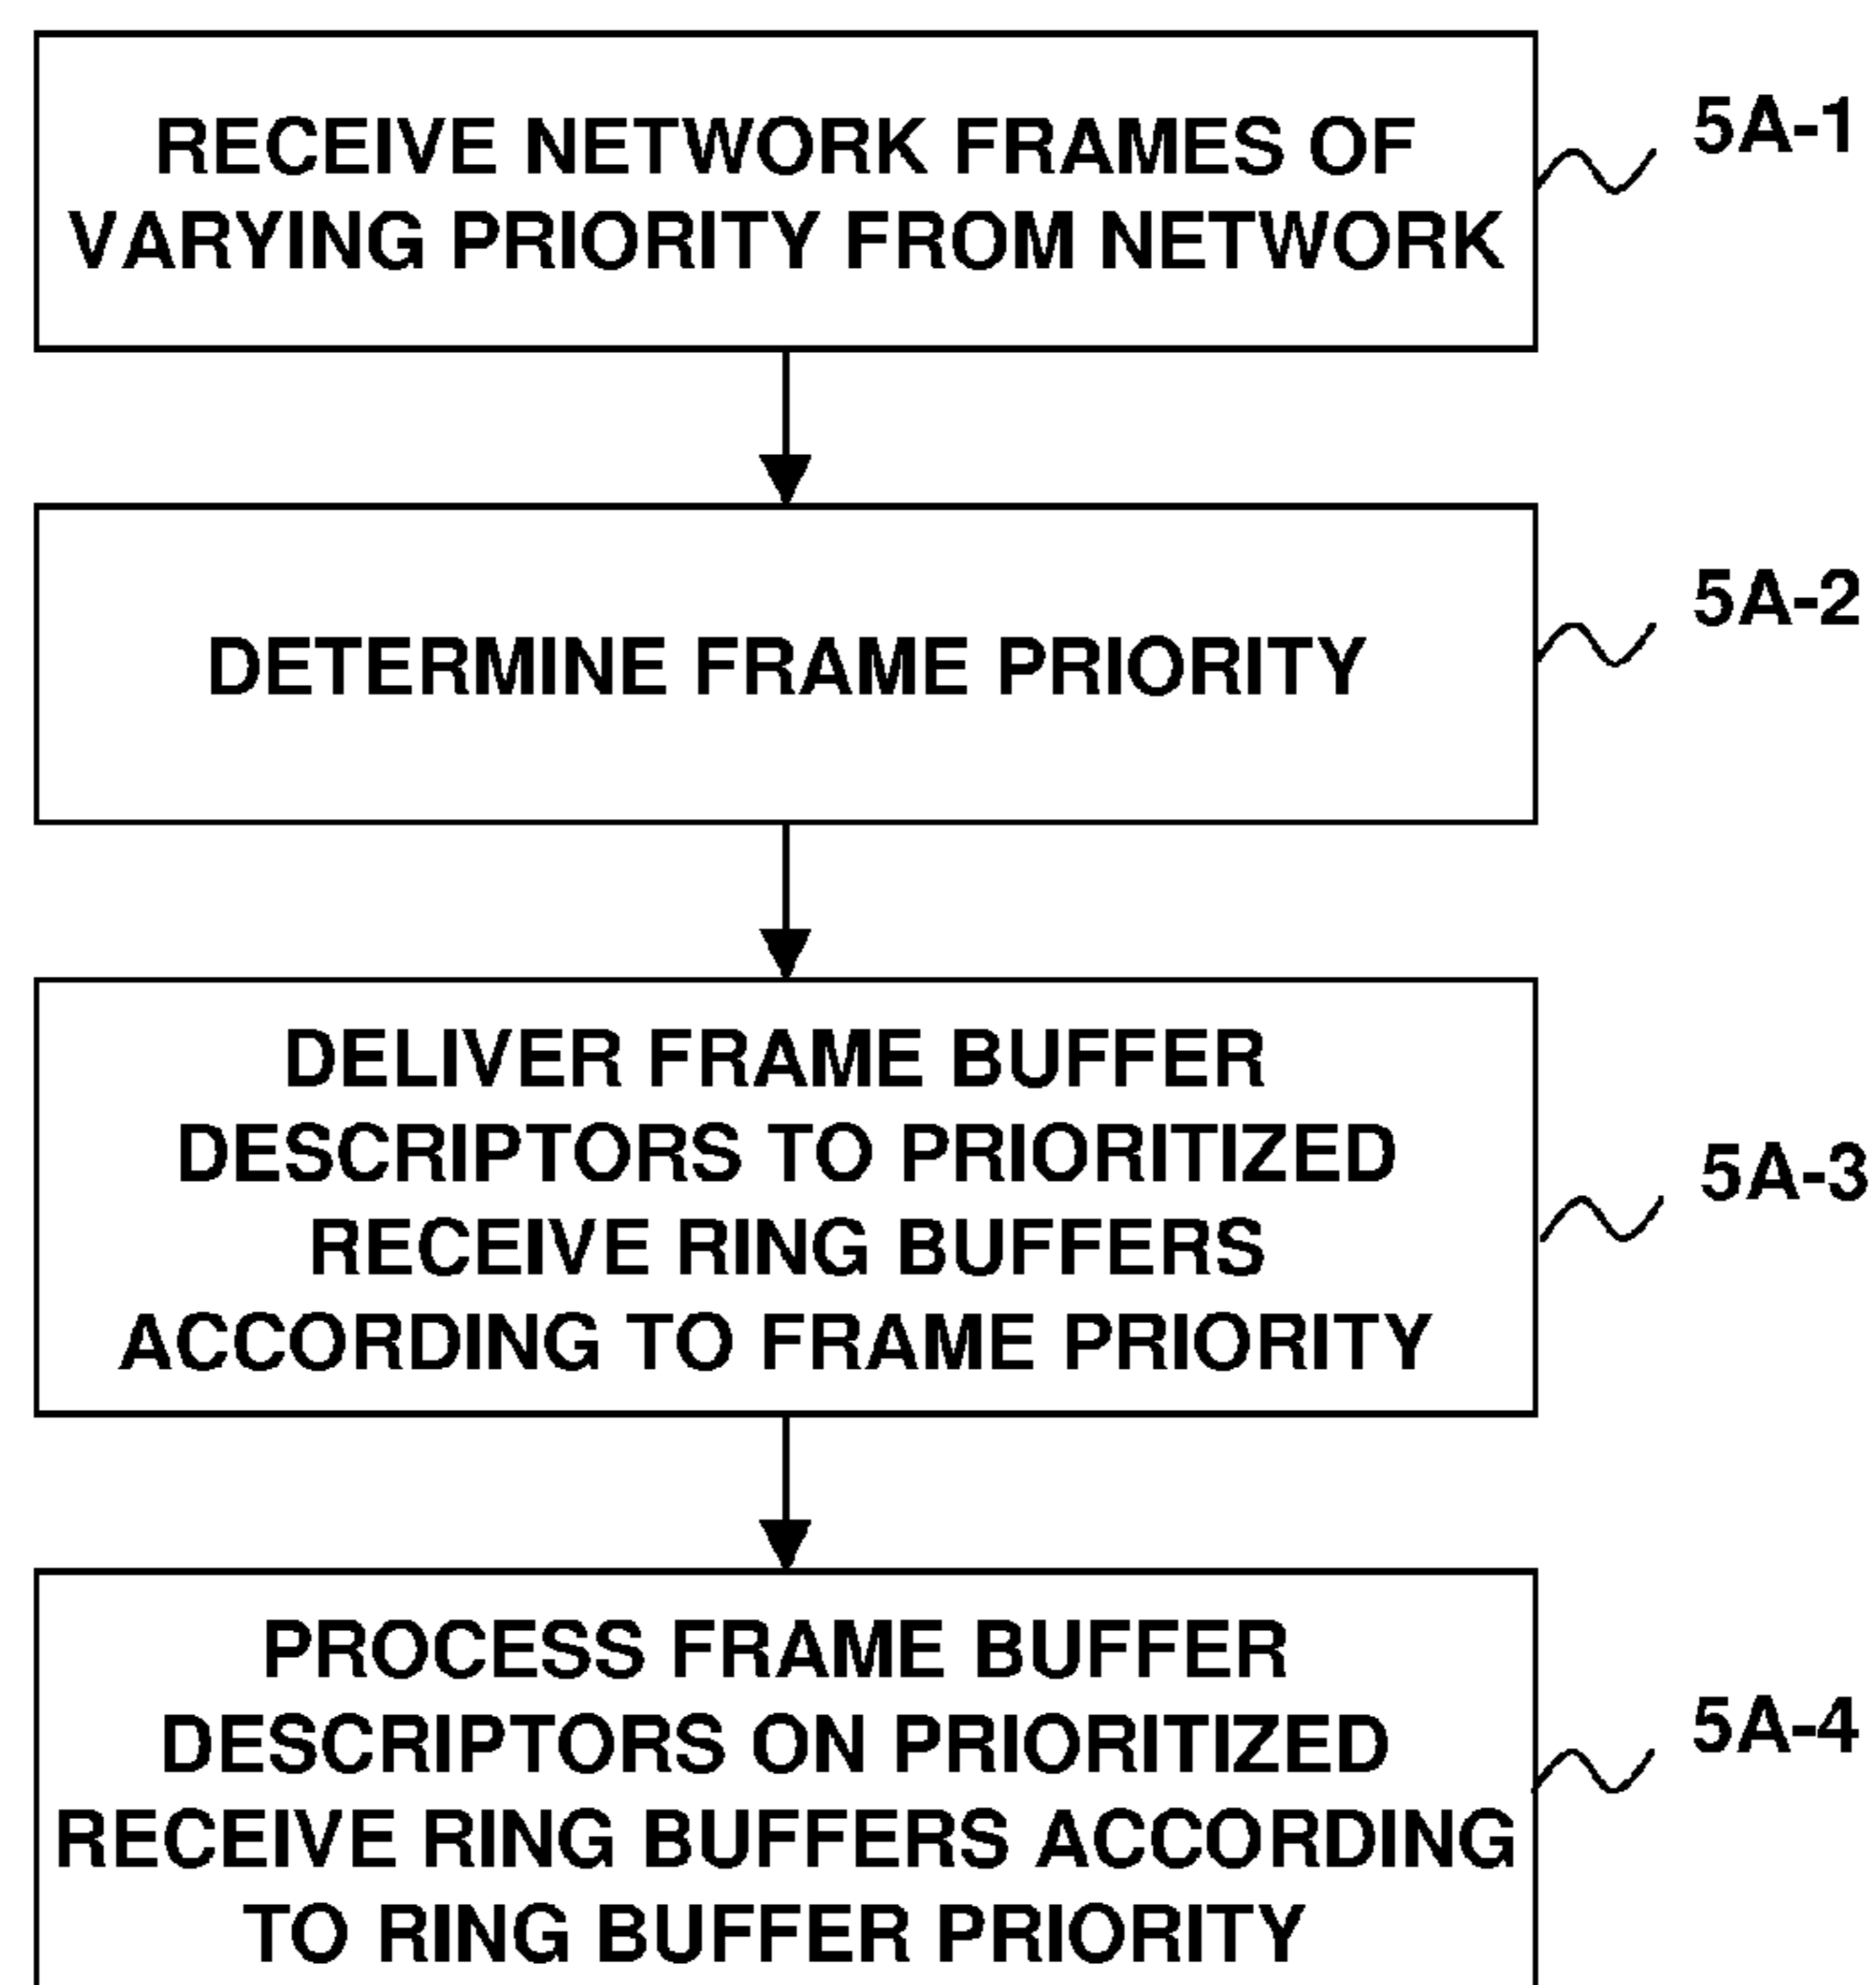 RECEIVE NETWORK FRAMES OF
VARYING PRIORITY FROM NETWORK
5A-1
DETERMINE FRAME PRIORITY
5A-2
DELIVER FRAME BUFFER
DESCRIPTORS TO PRIORITIZED
RECEIVE RING BUFFERS
ACCORDING TO FRAME PRIORITY
5A-3
PROCESS FRAME BUFFER
DESCRIPTORS ON PRIORITIZED
RECEIVE RING BUFFERS ACCORDING
TO RING BUFFER PRIORITY
5A-4